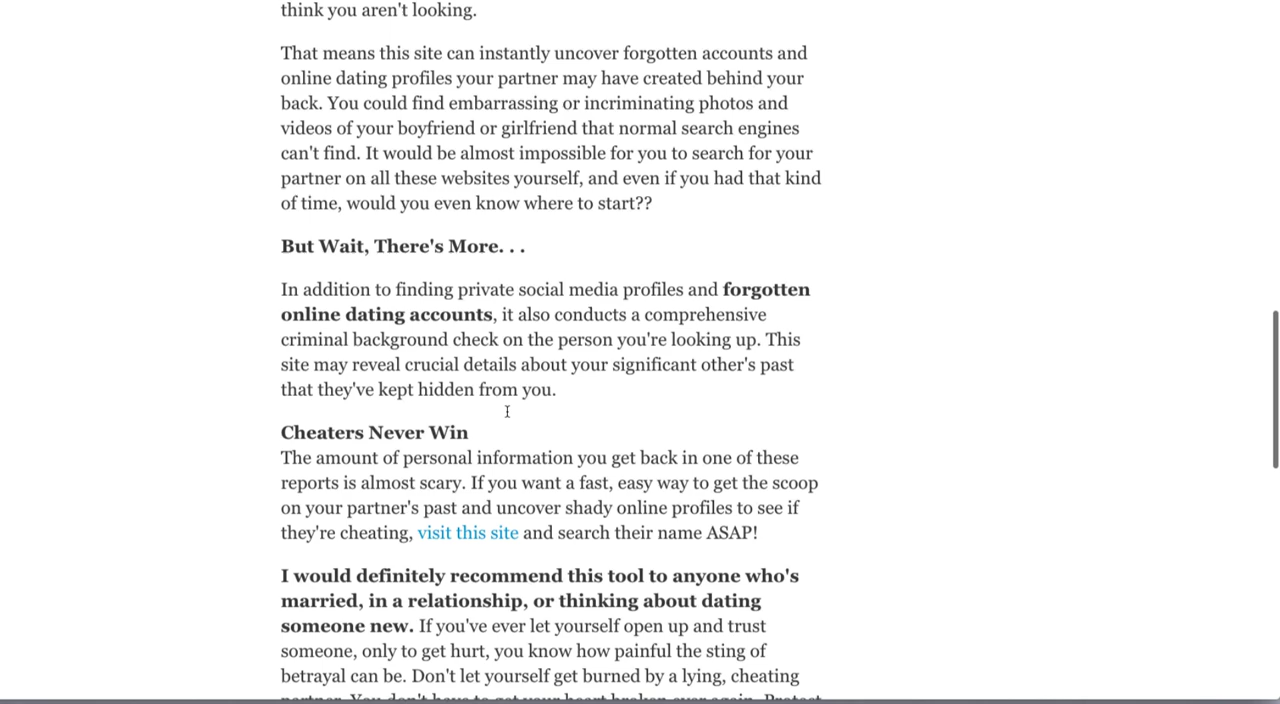 think you aren't looking.
That means this site can instantly uncover forgotten accounts and
online dating profiles your partner may have created behind your
back. You could find embarrassing or incriminating photos and
videos of your boyfriend or girlfriend that normal search engines
can't find. It would be almost impossible for you to search for your
partner on all these websites yourself, and even if you had that kind
of time, would you even know where to start??
But Wait, There's More. . .
In addition to finding private social media profiles and forgotten
online dating accounts, it also conducts a comprehensive
criminal background check on the person you're looking up. This
site may reveal crucial details about your significant other's past
that they've kept hidden from you.
Cheaters Never Win
The amount of personal information you get back in one of these
reports is almost scary. If you want a fast, easy way to get the scoop
on your partner's past and uncover shady online profiles to see if
they're cheating, visit this site and search their name ASAP!
I would definitely recommend this tool to anyone who's
married, in a relationship, or thinking about dating
someone new. If you've ever let yourself open up and trust
someone, only to get hurt, you know how painful the sting of
betrayal can be. Don't let yourself get burned by a lying, cheating